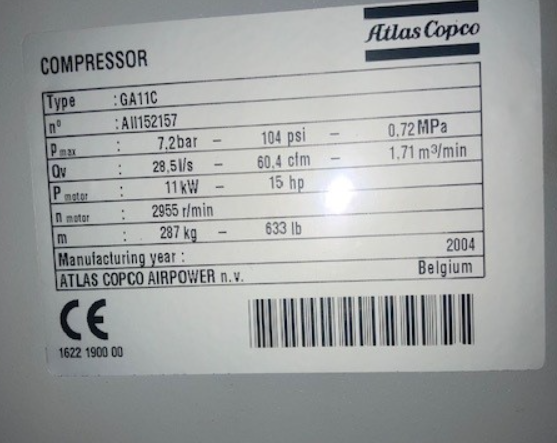 Atlas Copco
COMPRESSOR
Type : GA11C
n° : AII152157
P max : 7,2bar – 104 psi – 0.72 MPa
Qv : 28,5l/s – 60,4 cfm – 1.71 m³/min
P motor : 11 kW – 15 hp
n motor : 2955 r/min
m : 287 kg – 633 lb
Manufacturing year : 2004
ATLAS COPCO AIRPOWER n.v. Belgium
CE
1622 1900 00